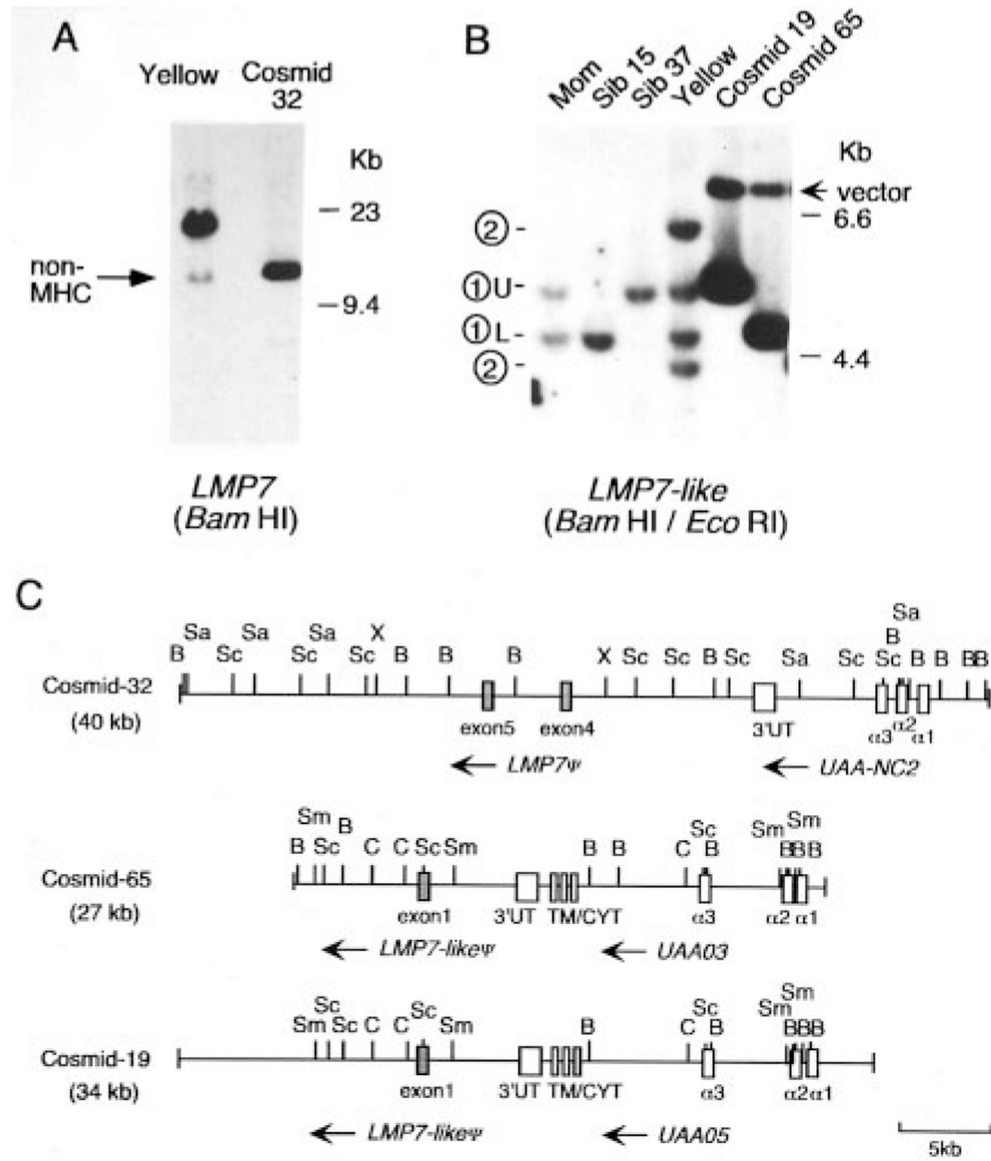 A
Yellow
Cosmid 32
Kb
23
non-MHC
9.4
LMP7
(Bam HI)
B
Mom
Sib 15
Sib 37
Yellow
Cosmid 19
Cosmid 65
Kb
vector
6.6
②
①U
①L
②
4.4
LMP7-like
(Bam HI / Eco RI)
C
Sa Sa Sa X Sa
B Sc Sc Sc B B B X Sc Sc B Sc Sa Sc Sc B B B BB
Cosmid-32
(40 kb)
exon5 exon4 3'UT α3 α2 α1
LMP7ψ UAA-NC2
Sm B Sc Sm Sm
B Sc C C Sc Sm B B C B BBB
Cosmid-65
(27 kb)
exon1 3'UT TM/CYT α3 α2 α1
LMP7-likeψ UAA03
Sc Sc Sc Sm Sm
Sm Sc C C Sm B C B BBB
Cosmid-19
(34 kb)
exon1 3'UT TM/CYT α3 α2 α1
LMP7-likeψ UAA05
5kb